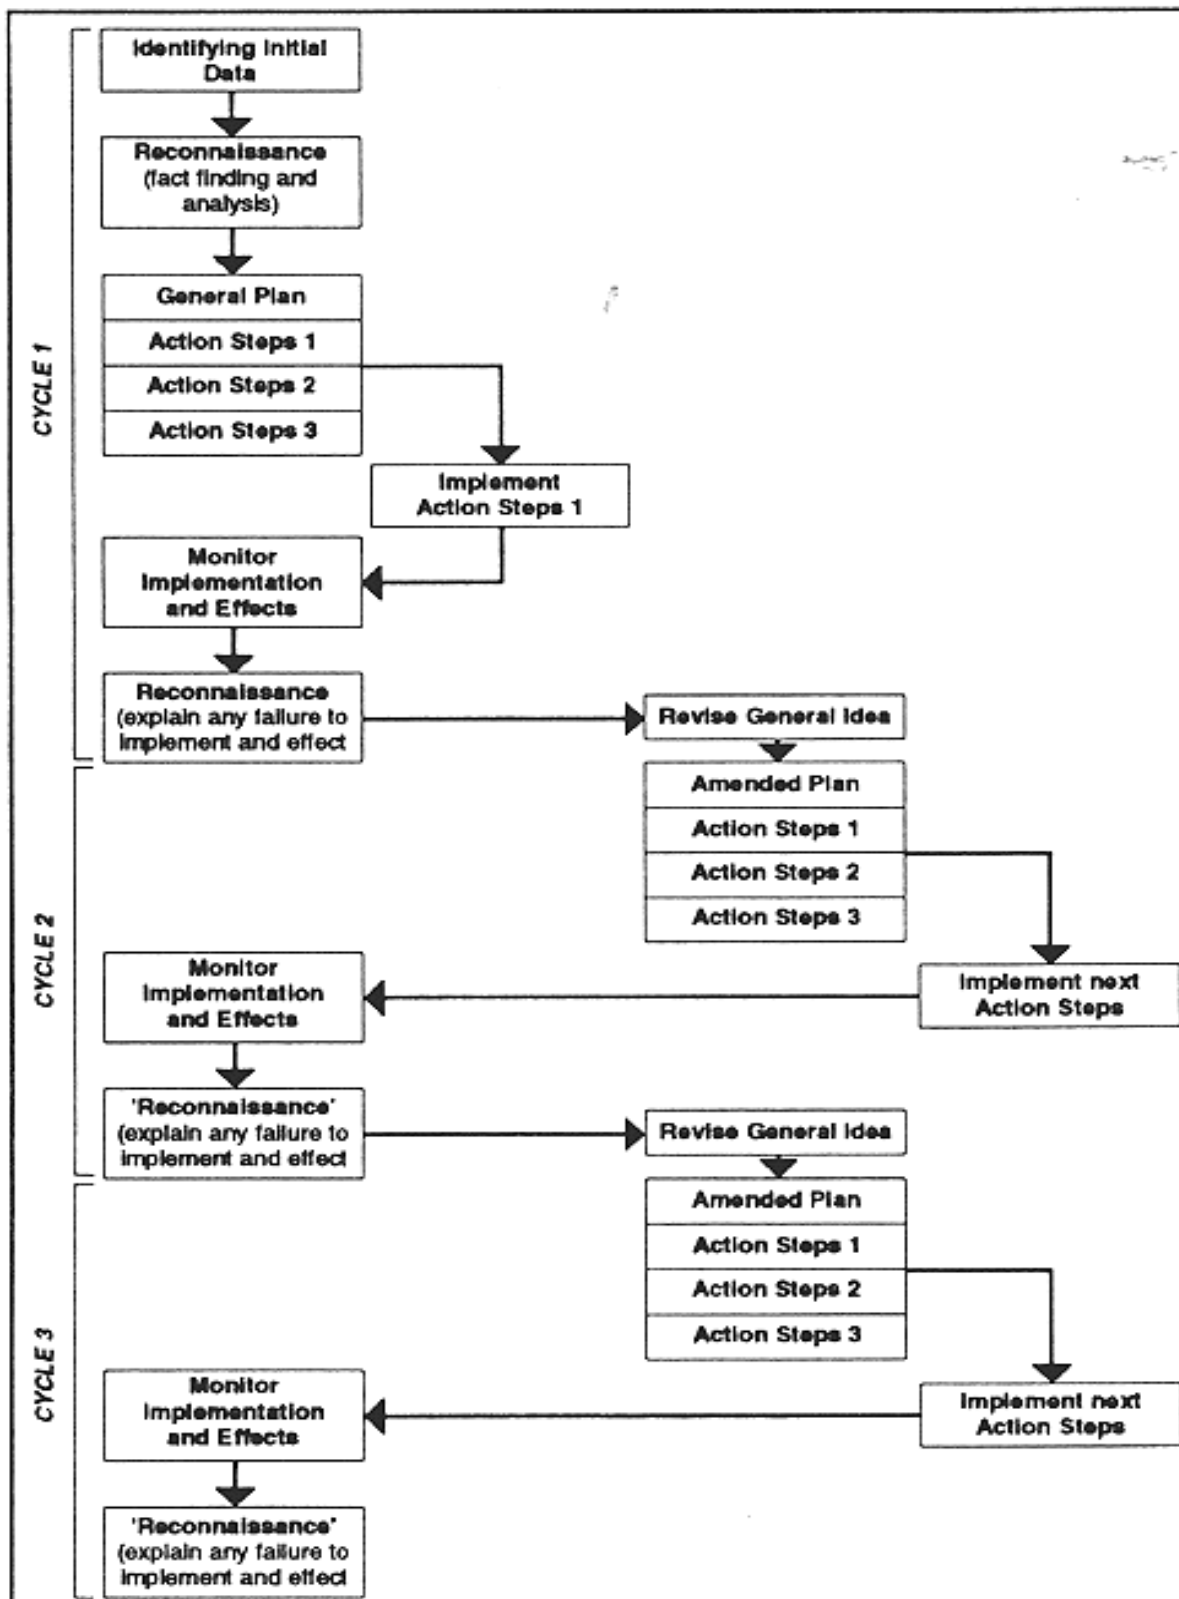 Identifying Initial
Data
Reconnaissance
(fact finding and
analysis)
General Plan
Action Steps 1
Action Steps 2
Action Steps 3
CYCLE 1
Implement
Action Steps 1
Monitor
Implementation
and Effects
Reconnaissance
(explain any failure to
implement and effect
Revise General Idea
Amended Plan
Action Steps 1
Action Steps 2
Action Steps 3
CYCLE 2
Implement next
Action Steps
Monitor
Implementation
and Effects
'Reconnaissance'
(explain any failure to
implement and effect
Revise General Idea
Amended Plan
Action Steps 1
Action Steps 2
Action Steps 3
CYCLE 3
Implement next
Action Steps
Monitor
Implementation
and Effects
'Reconnaissance'
(explain any failure to
implement and effect